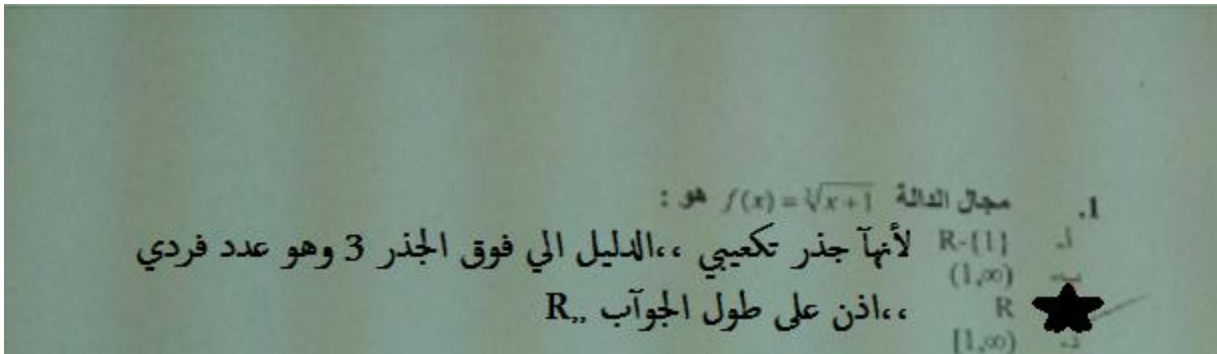 1. مجال الدالة f(x) = ∛x+1 هو :
أ- R-{1} لأنهآ جذر تكعيبي ،،الدليل الي فوق الجذر 3 وهو عدد فردي
ب- (1,∞)
R ،،اذن على طول الجوآب ,,R
د- [1,∞)